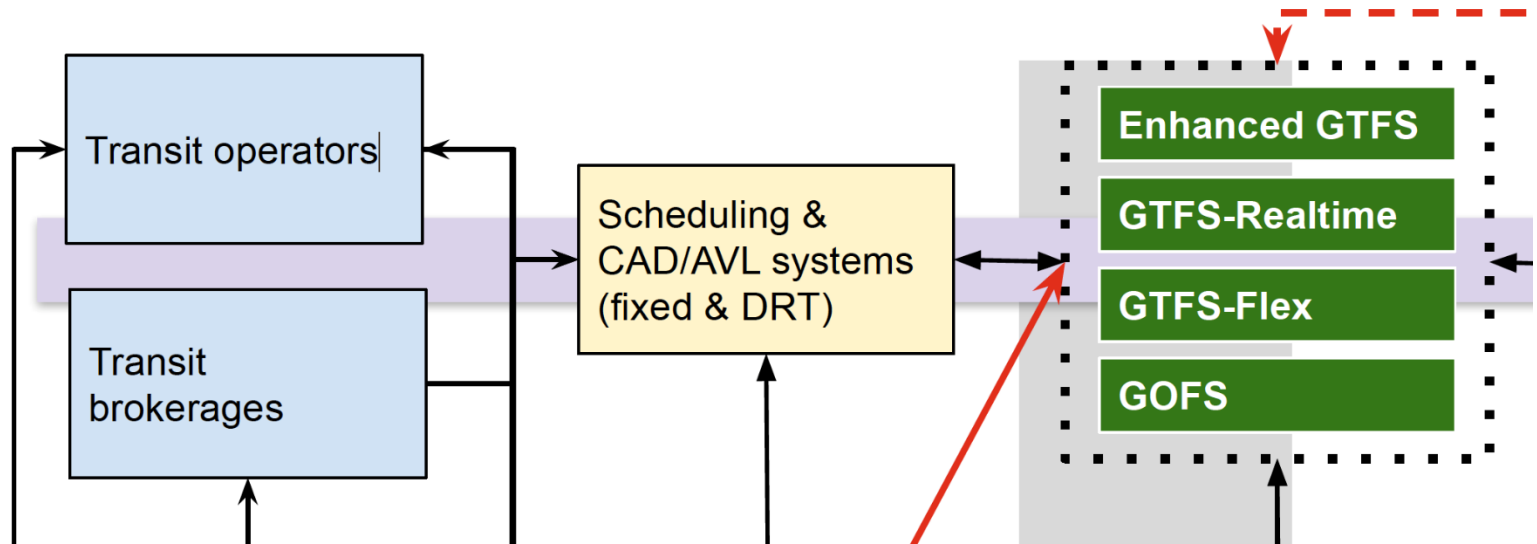 Transit operators
Transit
brokerages
Scheduling &
CAD/AVL systems
(fixed & DRT)
Enhanced GTFS
GTFS-Realtime
GTFS-Flex
GOFS